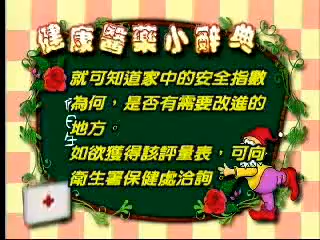 健康醫藥小辭典
就可知道家中的安全指數
為何，是否有需要改進的
地方。
如欲獲得該評量表，可向
衛生署保健處洽詢。